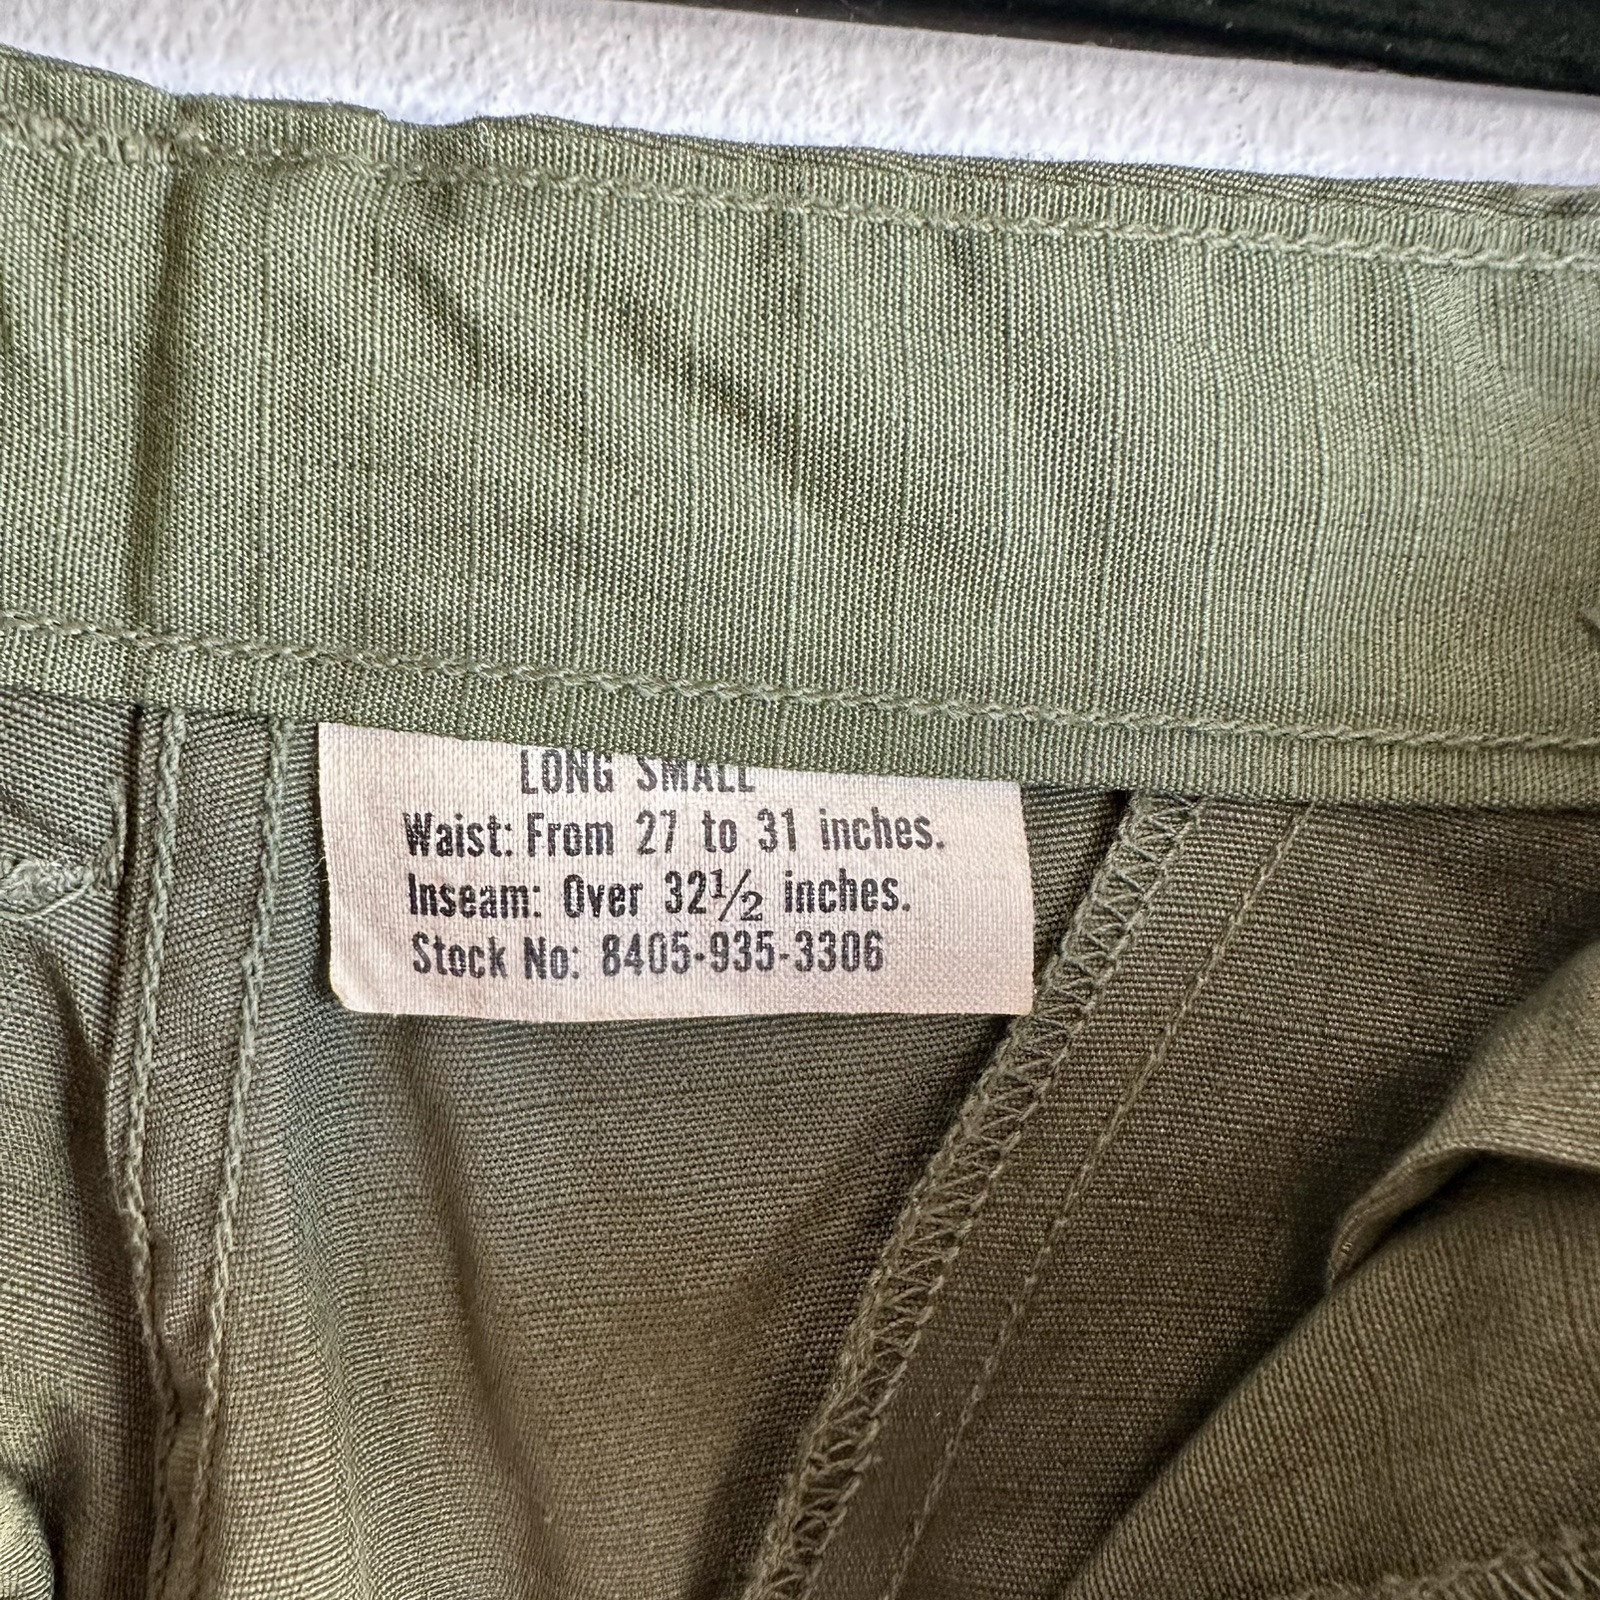 LONG SMALL
Waist: From 27 to 31 inches.
Inseam: Over 32½ inches.
Stock No: 8405-935-3306